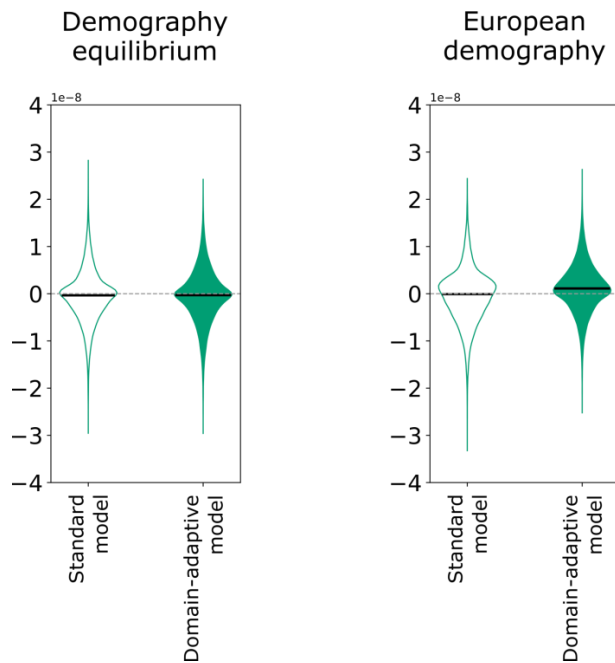 Demography
equilibrium
1e−8
4
3
2
1
0
−1
−2
−3
−4
Standard
model
Domain-adaptive
model
European
demography
1e−8
4
3
2
1
0
−1
−2
−3
−4
Standard
model
Domain-adaptive
model